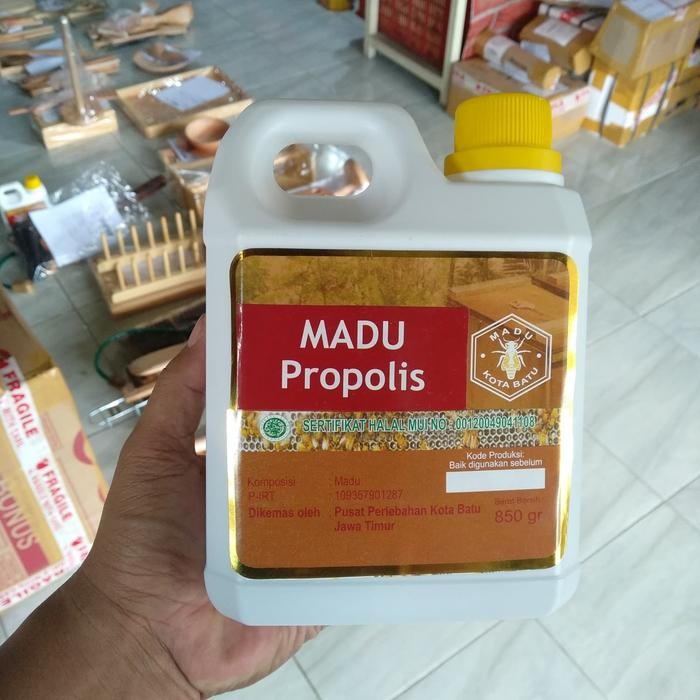 MADU
Propolis
MADU
KOTA BATU
SERTIFIKAT HALAL MUI NO : 00120049041108
Kode Produksi:
Baik digunakan sebelum
Komposisi : Madu
P-IRT : 109357901287
Dikemas oleh : Pusat Perlebahan Kota Batu
Jawa Timur
Berat Bersih :
850 gr
FRAGILE
FRAGILE
BONUS